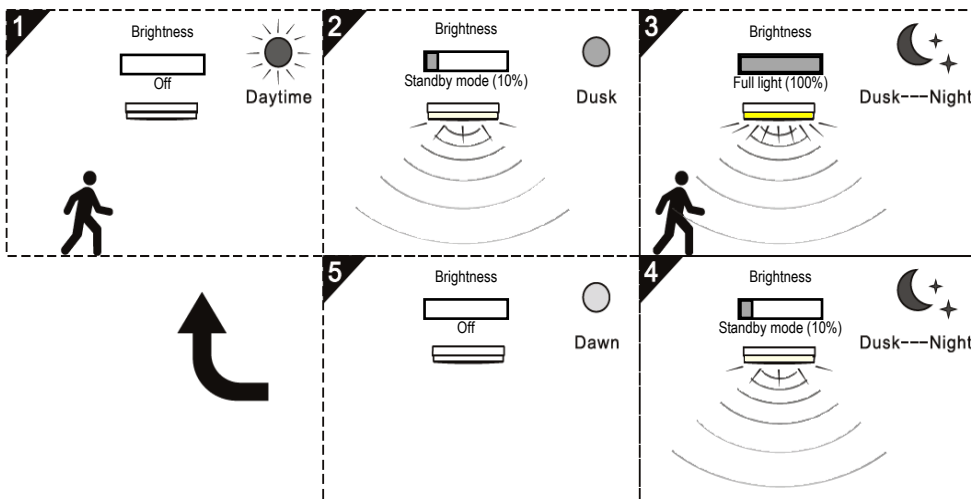 1
Brightness
Off
Daytime
2
Brightness
Standby mode (10%)
Dusk
3
Brightness
Full light (100%)
Dusk---Night
5
Brightness
Off
Dawn
4
Brightness
Standby mode (10%)
Dusk---Night